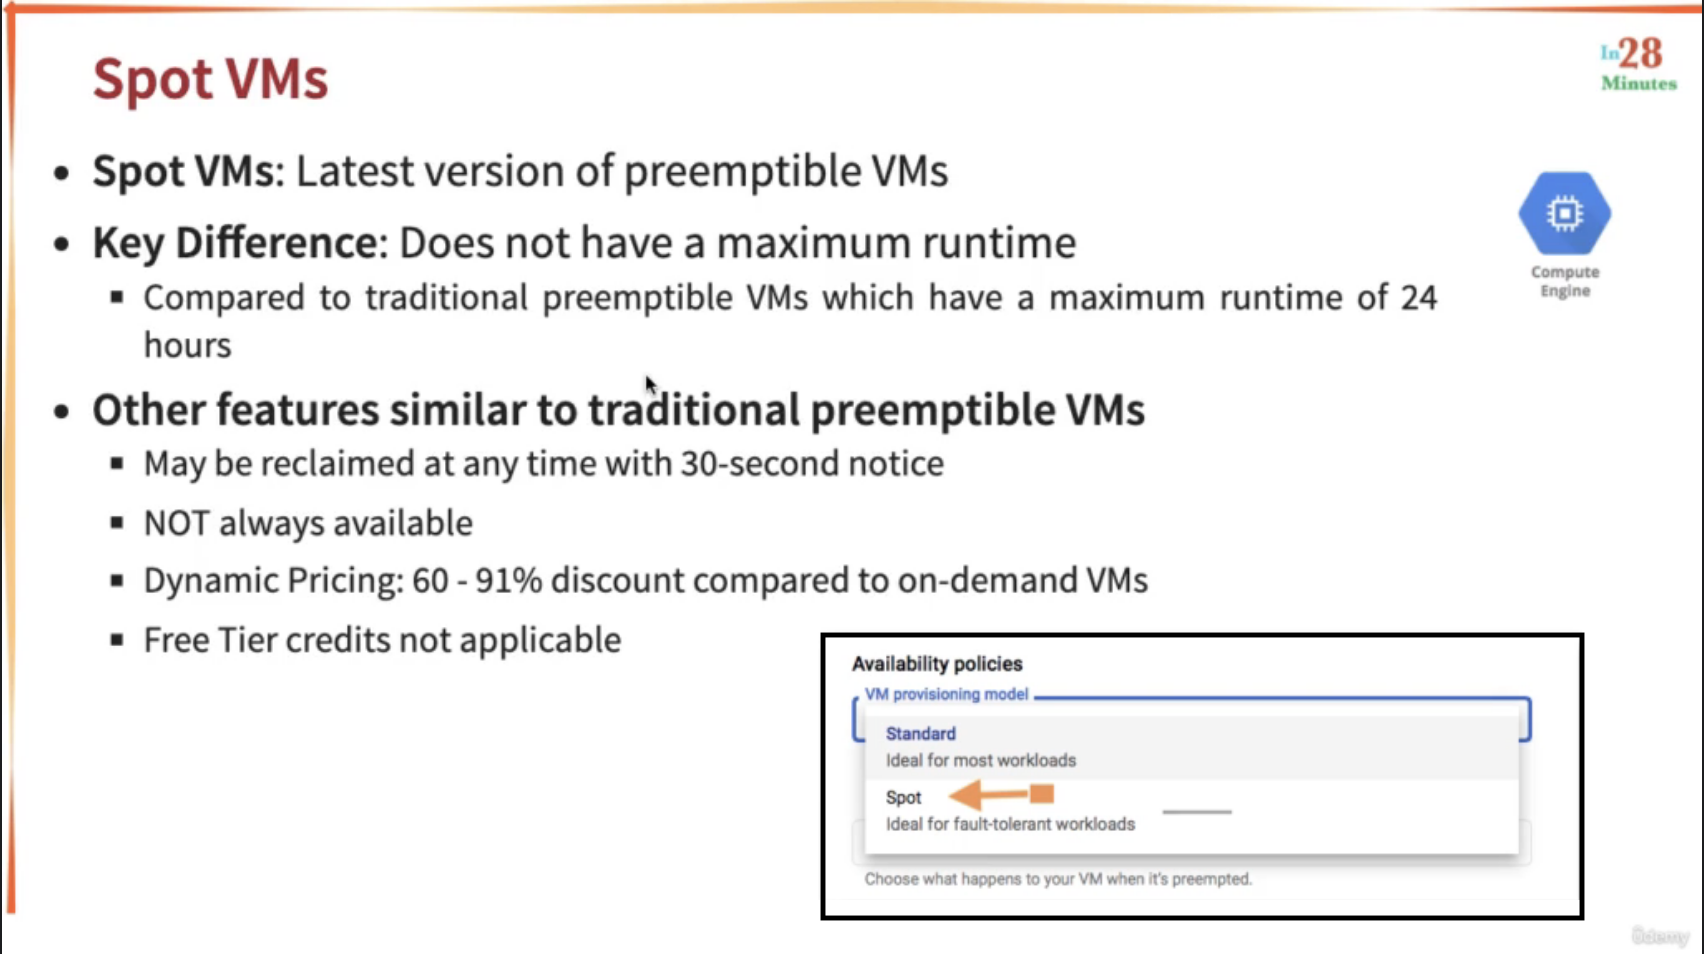 Spot VMs
In28
Minutes
• Spot VMs: Latest version of preemptible VMs
• Key Difference: Does not have a maximum runtime
▪ Compared to traditional preemptible VMs which have a maximum runtime of 24
hours
Compute
Engine
• Other features similar to traditional preemptible VMs
▪ May be reclaimed at any time with 30-second notice
▪ NOT always available
▪ Dynamic Pricing: 60 - 91% discount compared to on-demand VMs
▪ Free Tier credits not applicable
Availability policies
VM provisioning model
Standard
Ideal for most workloads
Spot
Ideal for fault-tolerant workloads
Choose what happens to your VM when it's preempted.
ûdemy